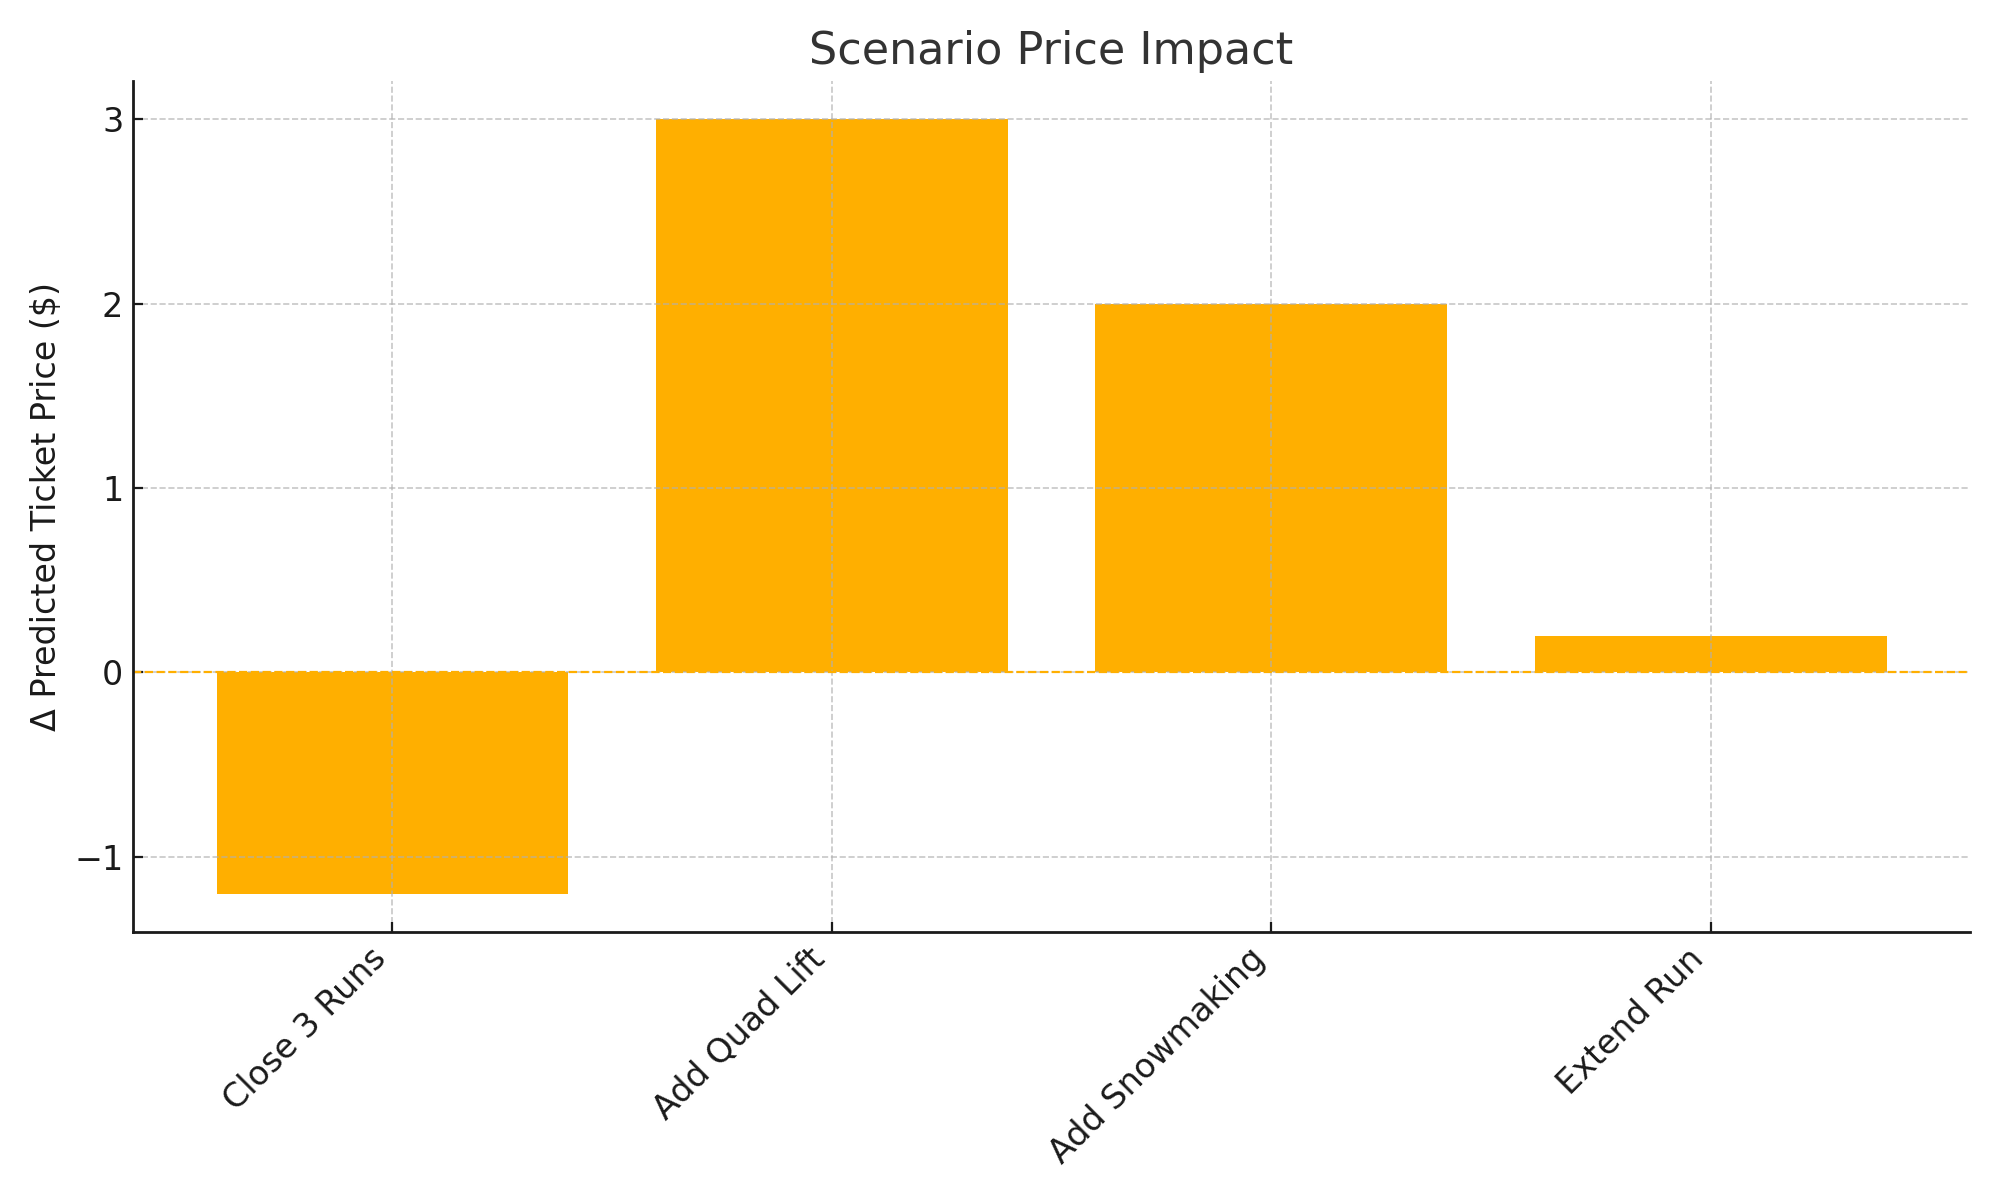 Scenario Price Impact
Δ Predicted Ticket Price ($)
3
2
1
0
−1
Close 3 Runs
Add Quad Lift
Add Snowmaking
Extend Run